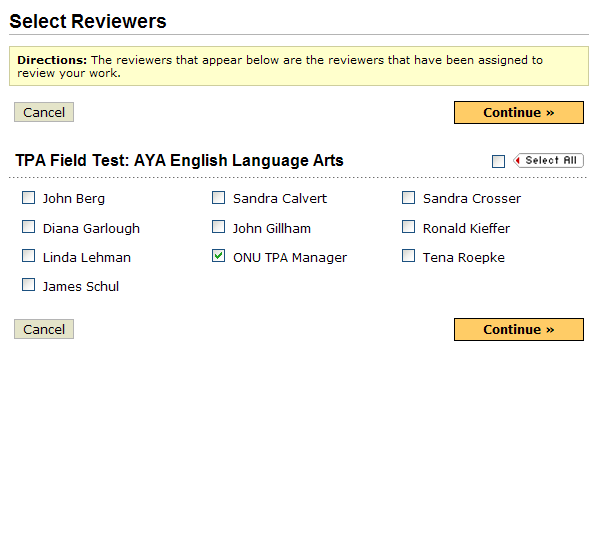 Select Reviewers
Directions: The reviewers that appear below are the reviewers that have been assigned to
review your work.
Cancel Continue »
TPA Field Test: AYA English Language Arts Select All
John Berg Sandra Calvert Sandra Crosser
Diana Garlough John Gillham Ronald Kieffer
Linda Lehman ONU TPA Manager Tena Roepke
James Schul
Cancel Continue »